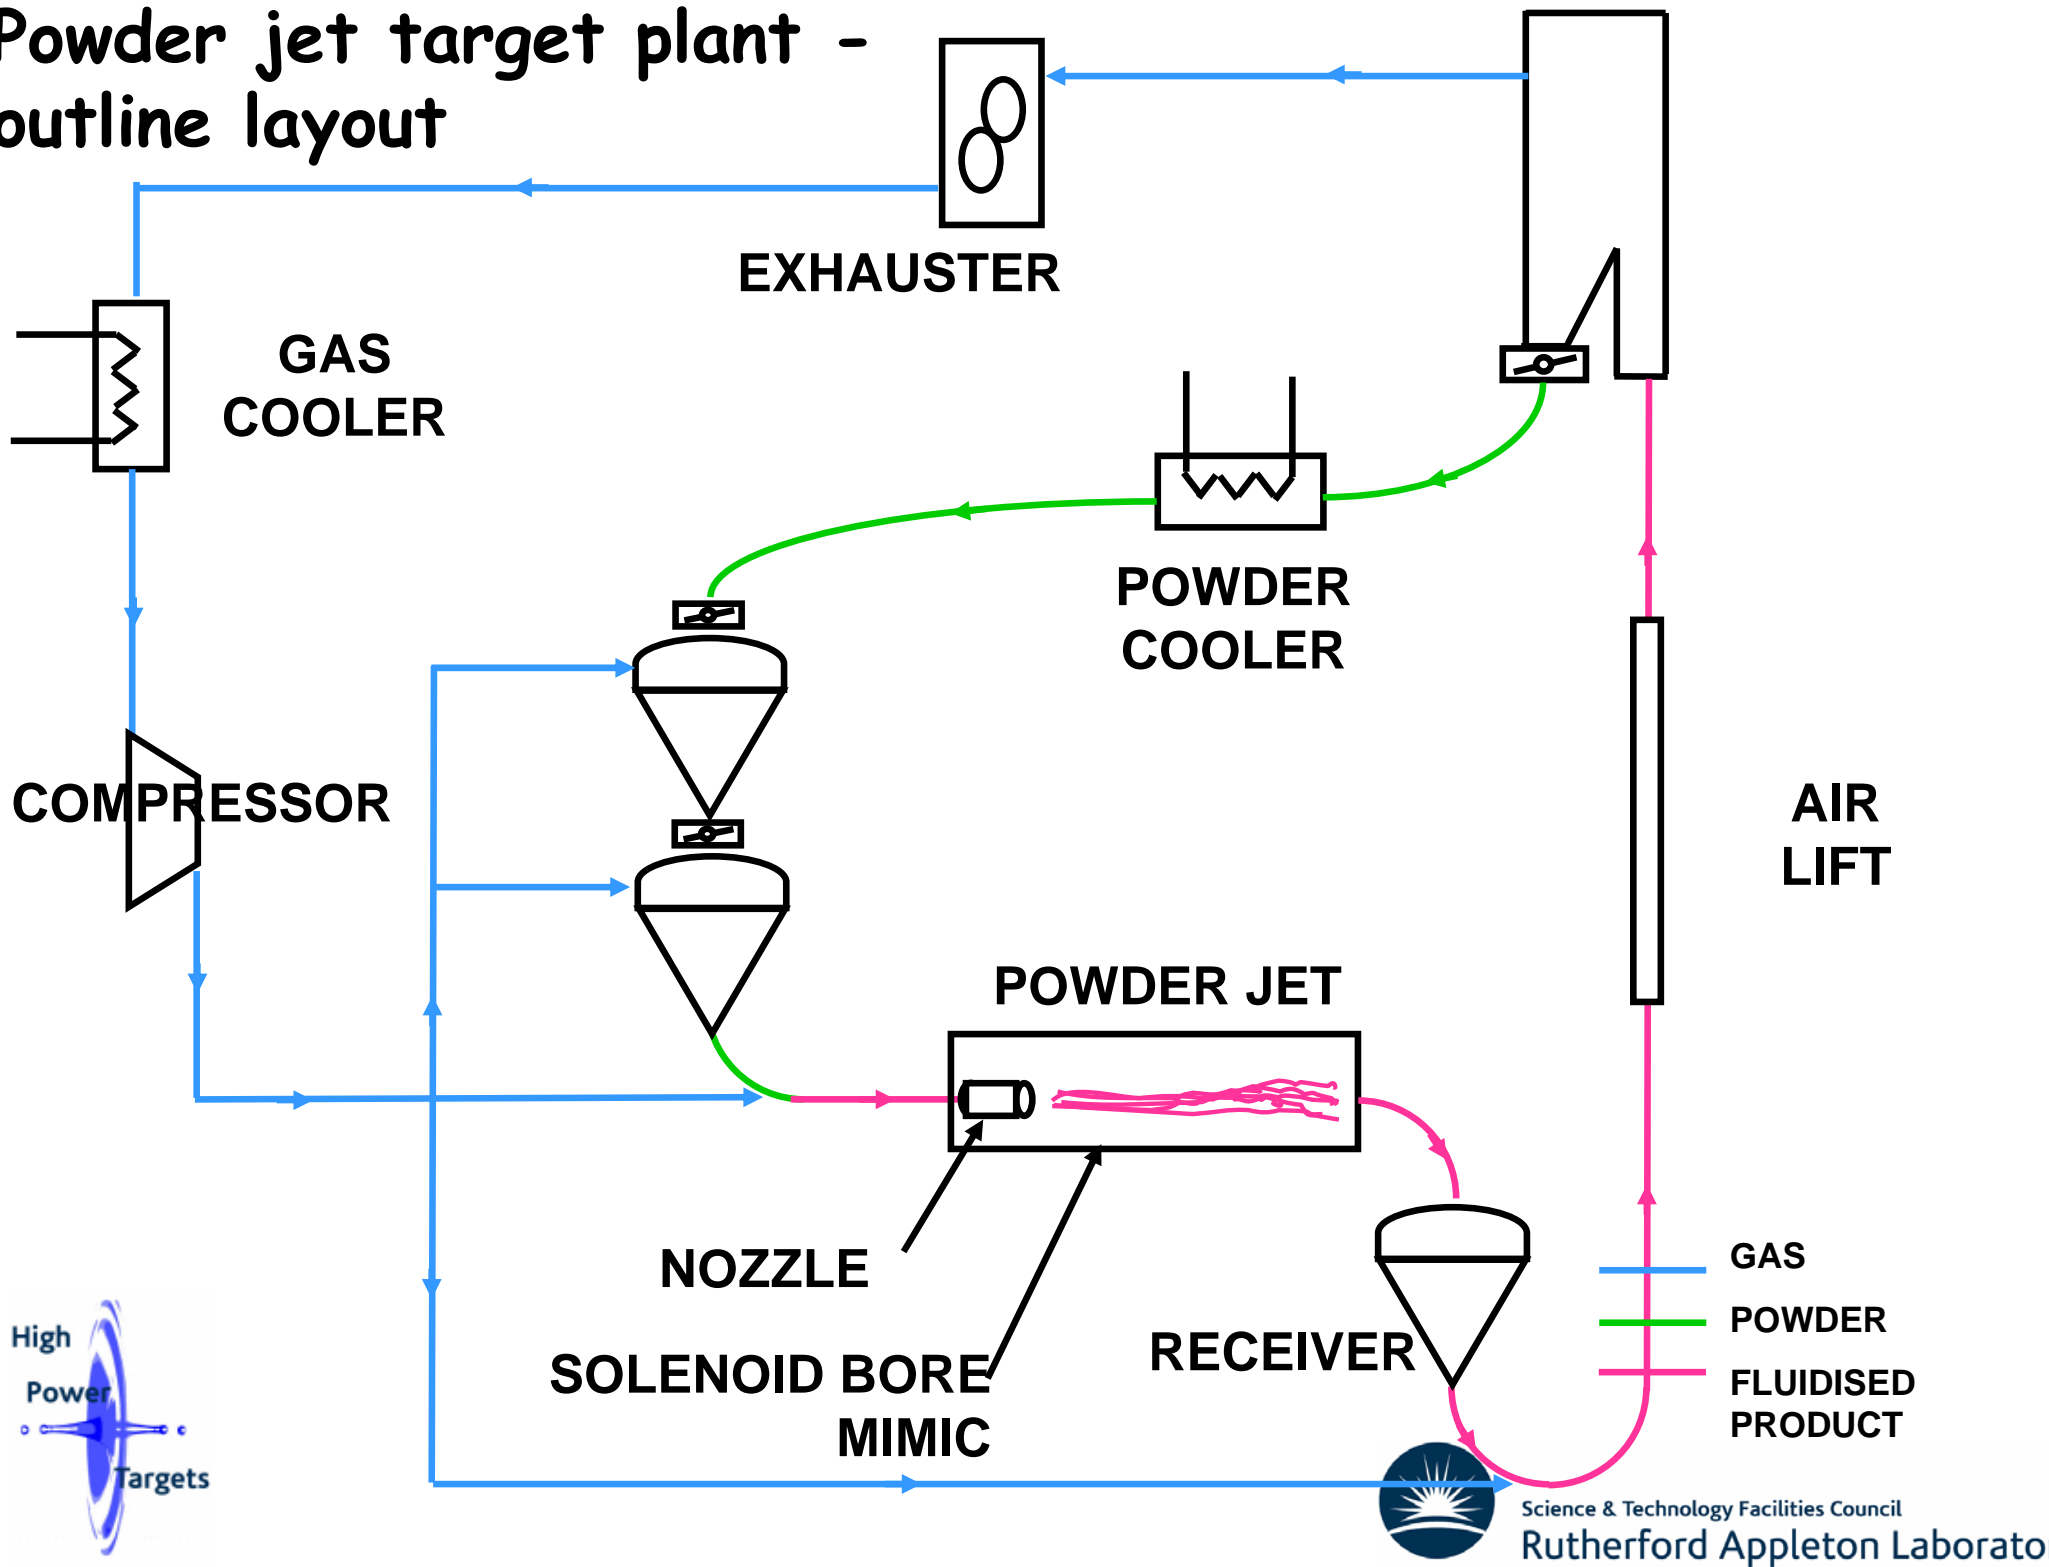 Powder jet target plant -
outline layout
EXHAUSTER
GAS
COOLER
POWDER
COOLER
COMPRESSOR
AIR
LIFT
POWDER JET
NOZZLE
SOLENOID BORE
MIMIC
RECEIVER
GAS
POWDER
FLUIDISED
PRODUCT
High
Power
Targets
Science & Technology Facilities Council
Rutherford Appleton Laborato